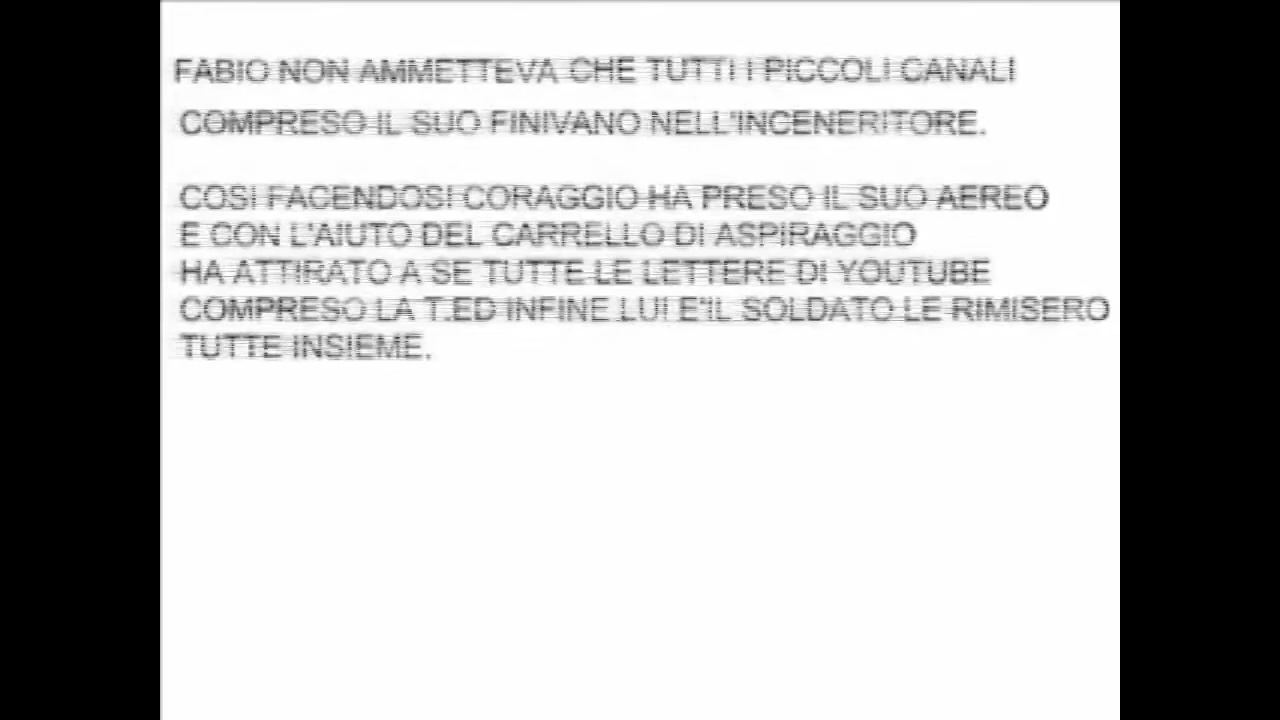 FABIO NON AMMETTEVA CHE TUTTI I PICCOLI CANALI
COMPRESO IL SUO FINIVANO NELL'INCENERITORE.
COSI FACENDOSI CORAGGIO HA PRESO IL SUO AEREO
E CON L'AIUTO DEL CARRELLO DI ASPIRAGGIO
HA ATTIRATO A SE TUTTE LE LETTERE DI YOUTUBE
COMPRESO LA T.ED INFINE LUI E'IL SOLDATO LE RIMISERO
TUTTE INSIEME.